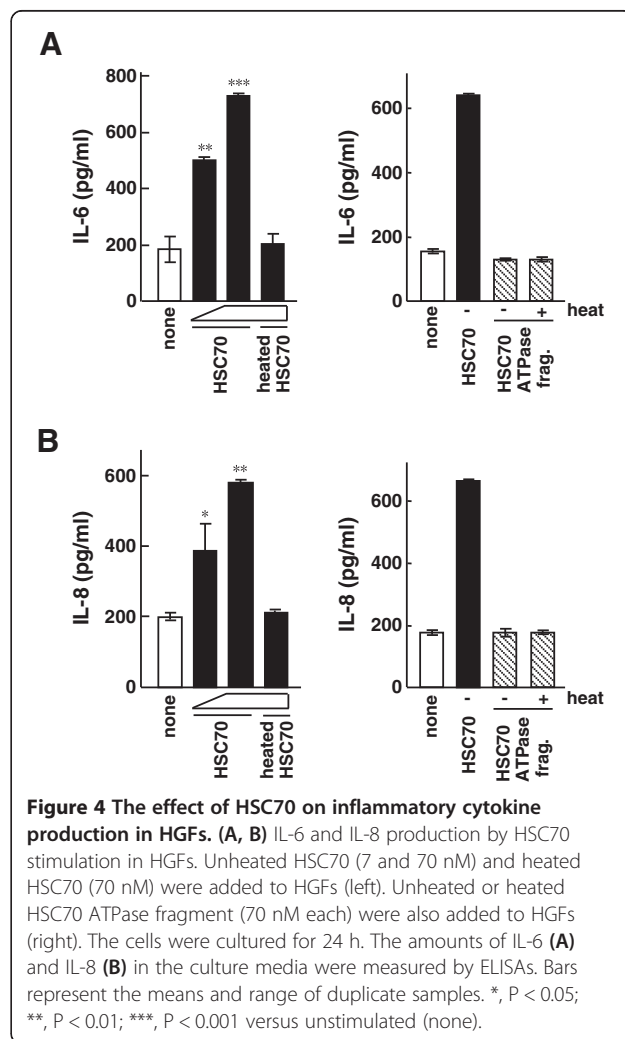 A
800
600
400
200
0
IL-6 (pg/ml)
**
***
none
HSC70
heated
HSC70
600
400
200
0
IL-6 (pg/ml)
- - + heat
none
HSC70
HSC70
ATPase
frag.
B
600
400
200
0
IL-8 (pg/ml)
*
**
none
HSC70
heated
HSC70
600
400
200
0
IL-8 (pg/ml)
- - + heat
none
HSC70
HSC70
ATPase
frag.
Figure 4 The effect of HSC70 on inflammatory cytokine
production in HGFs. (A, B) IL-6 and IL-8 production by HSC70
stimulation in HGFs. Unheated HSC70 (7 and 70 nM) and heated
HSC70 (70 nM) were added to HGFs (left). Unheated or heated
HSC70 ATPase fragment (70 nM each) were also added to HGFs
(right). The cells were cultured for 24 h. The amounts of IL-6 (A)
and IL-8 (B) in the culture media were measured by ELISAs. Bars
represent the means and range of duplicate samples. *, P < 0.05;
**, P < 0.01; ***, P < 0.001 versus unstimulated (none).